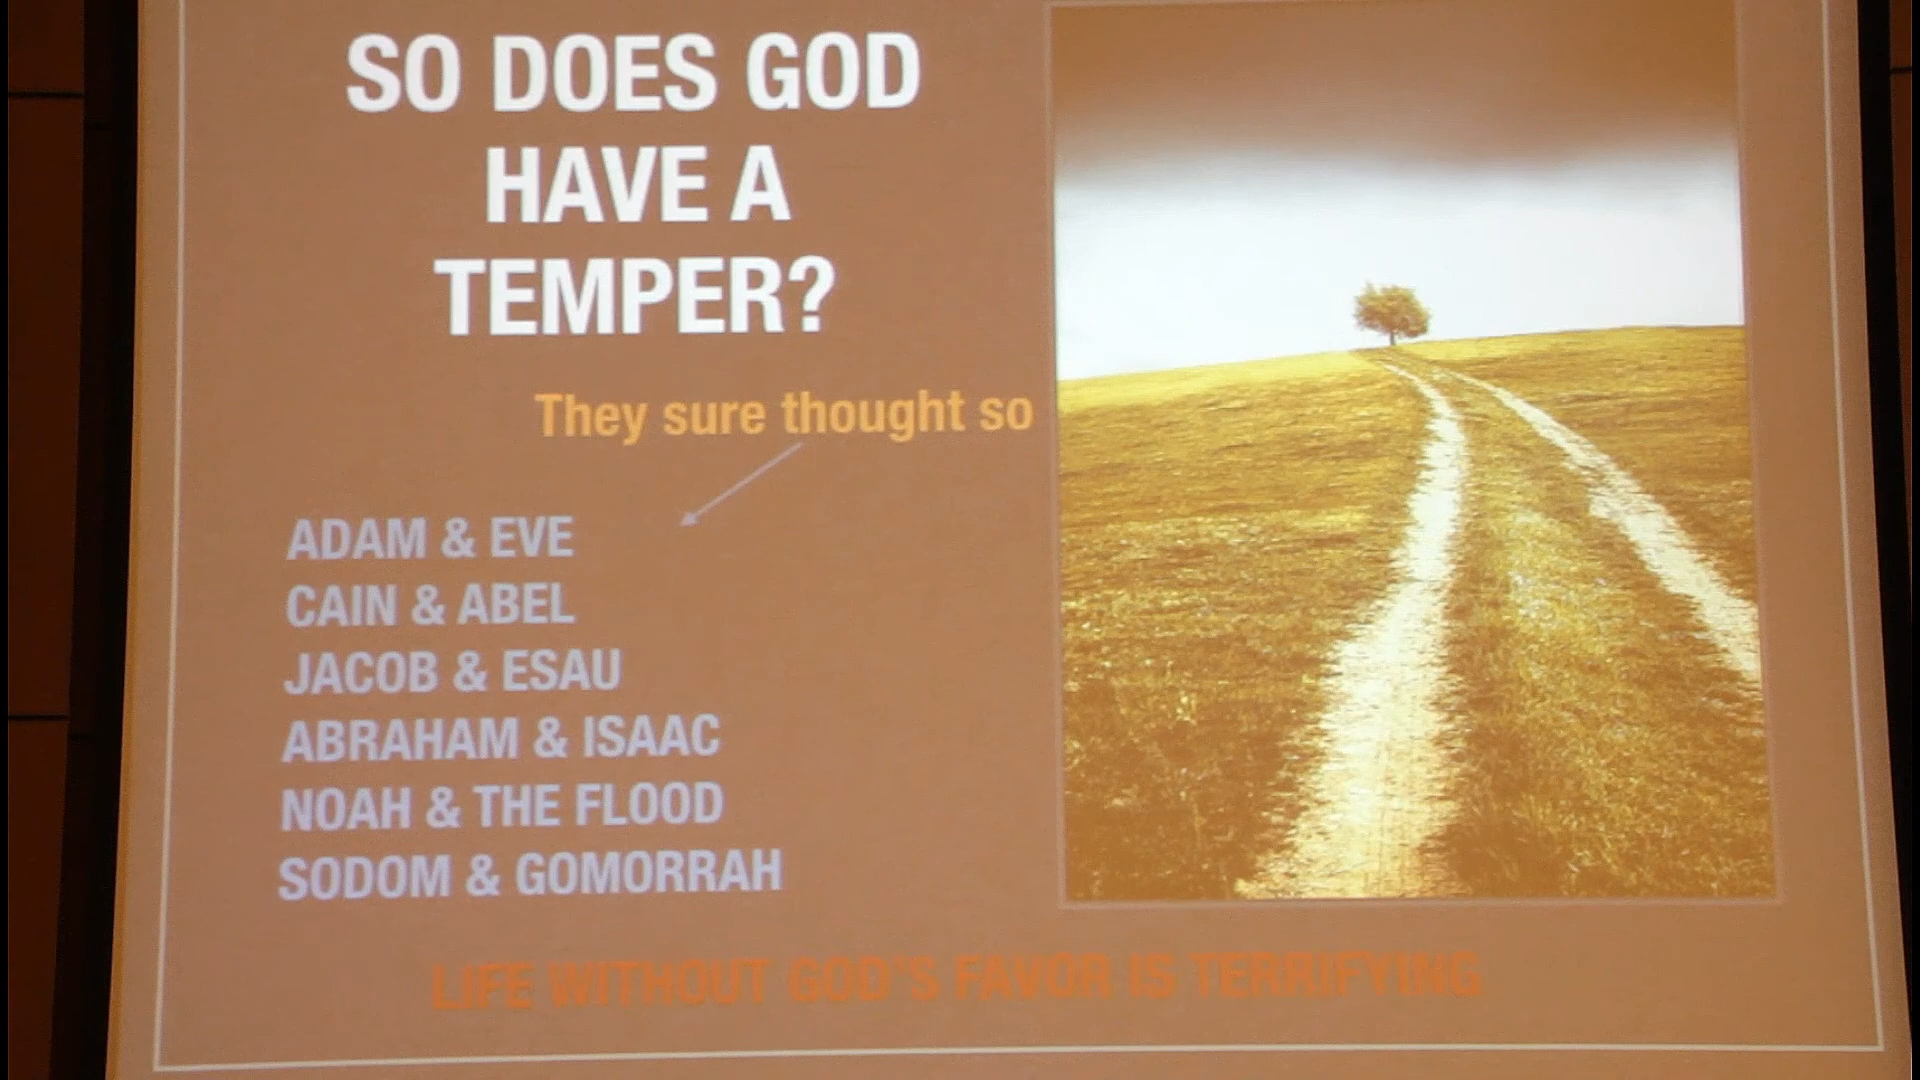 SO DOES GOD
HAVE A
TEMPER?
They sure thought so
ADAM & EVE
CAIN & ABEL
JACOB & ESAU
ABRAHAM & ISAAC
NOAH & THE FLOOD
SODOM & GOMORRAH
LIFE WITHOUT GOD'S FAVOR IS TERRIFYING